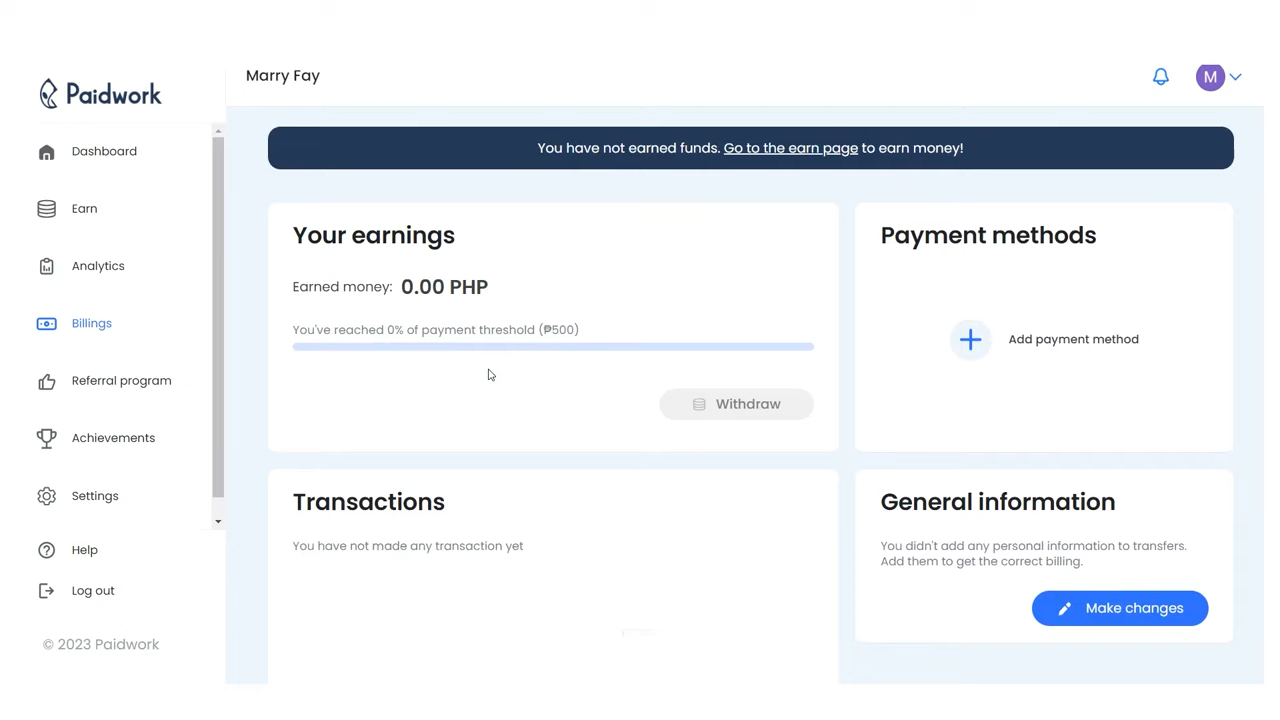 Paidwork
Marry Fay
M
Dashboard
Earn
Analytics
Billings
Referral program
Achievements
Settings
Help
Log out
© 2023 Paidwork
You have not earned funds. Go to the earn page to earn money!
Your earnings
Earned money: 0.00 PHP
You've reached 0% of payment threshold (₱500)
Withdraw
Payment methods
Add payment method
Transactions
You have not made any transaction yet
General information
You didn't add any personal information to transfers.
Add them to get the correct billing.
Make changes